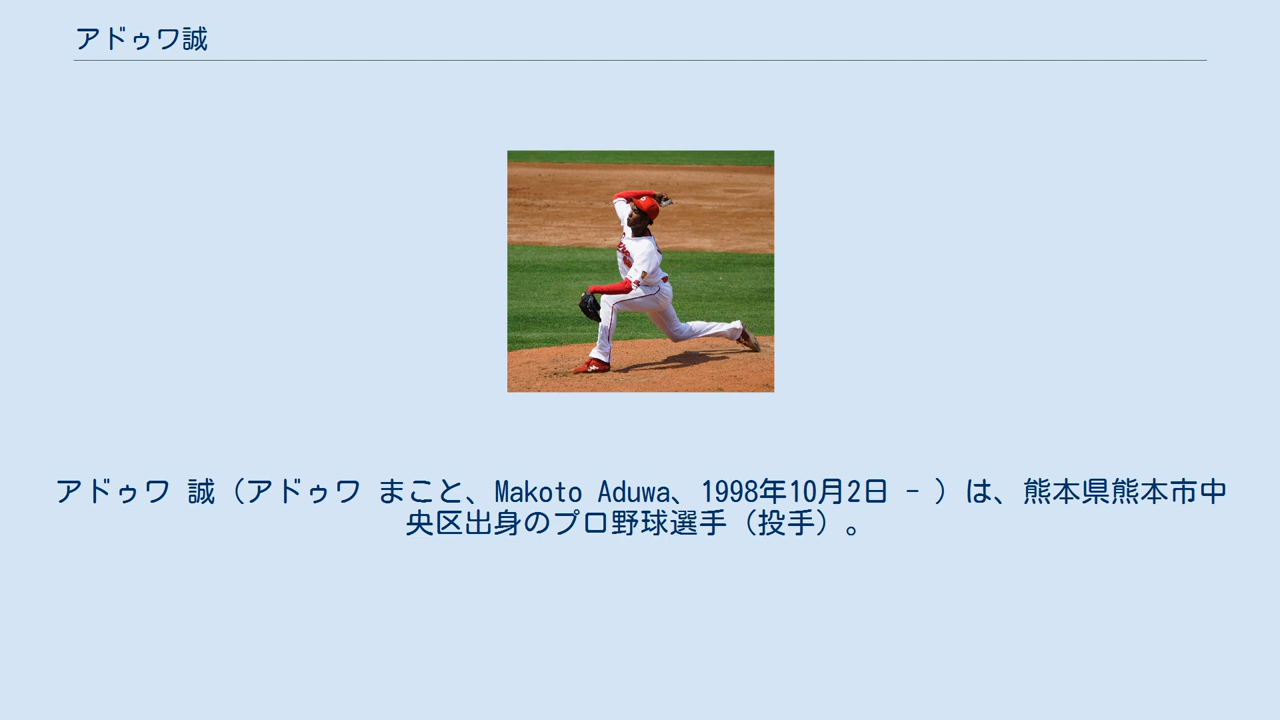 アドゥワ誠
アドゥワ 誠（アドゥワ まこと、Makoto Aduwa、1998年10月2日 - ）は、熊本県熊本市中
央区出身のプロ野球選手（投手）。